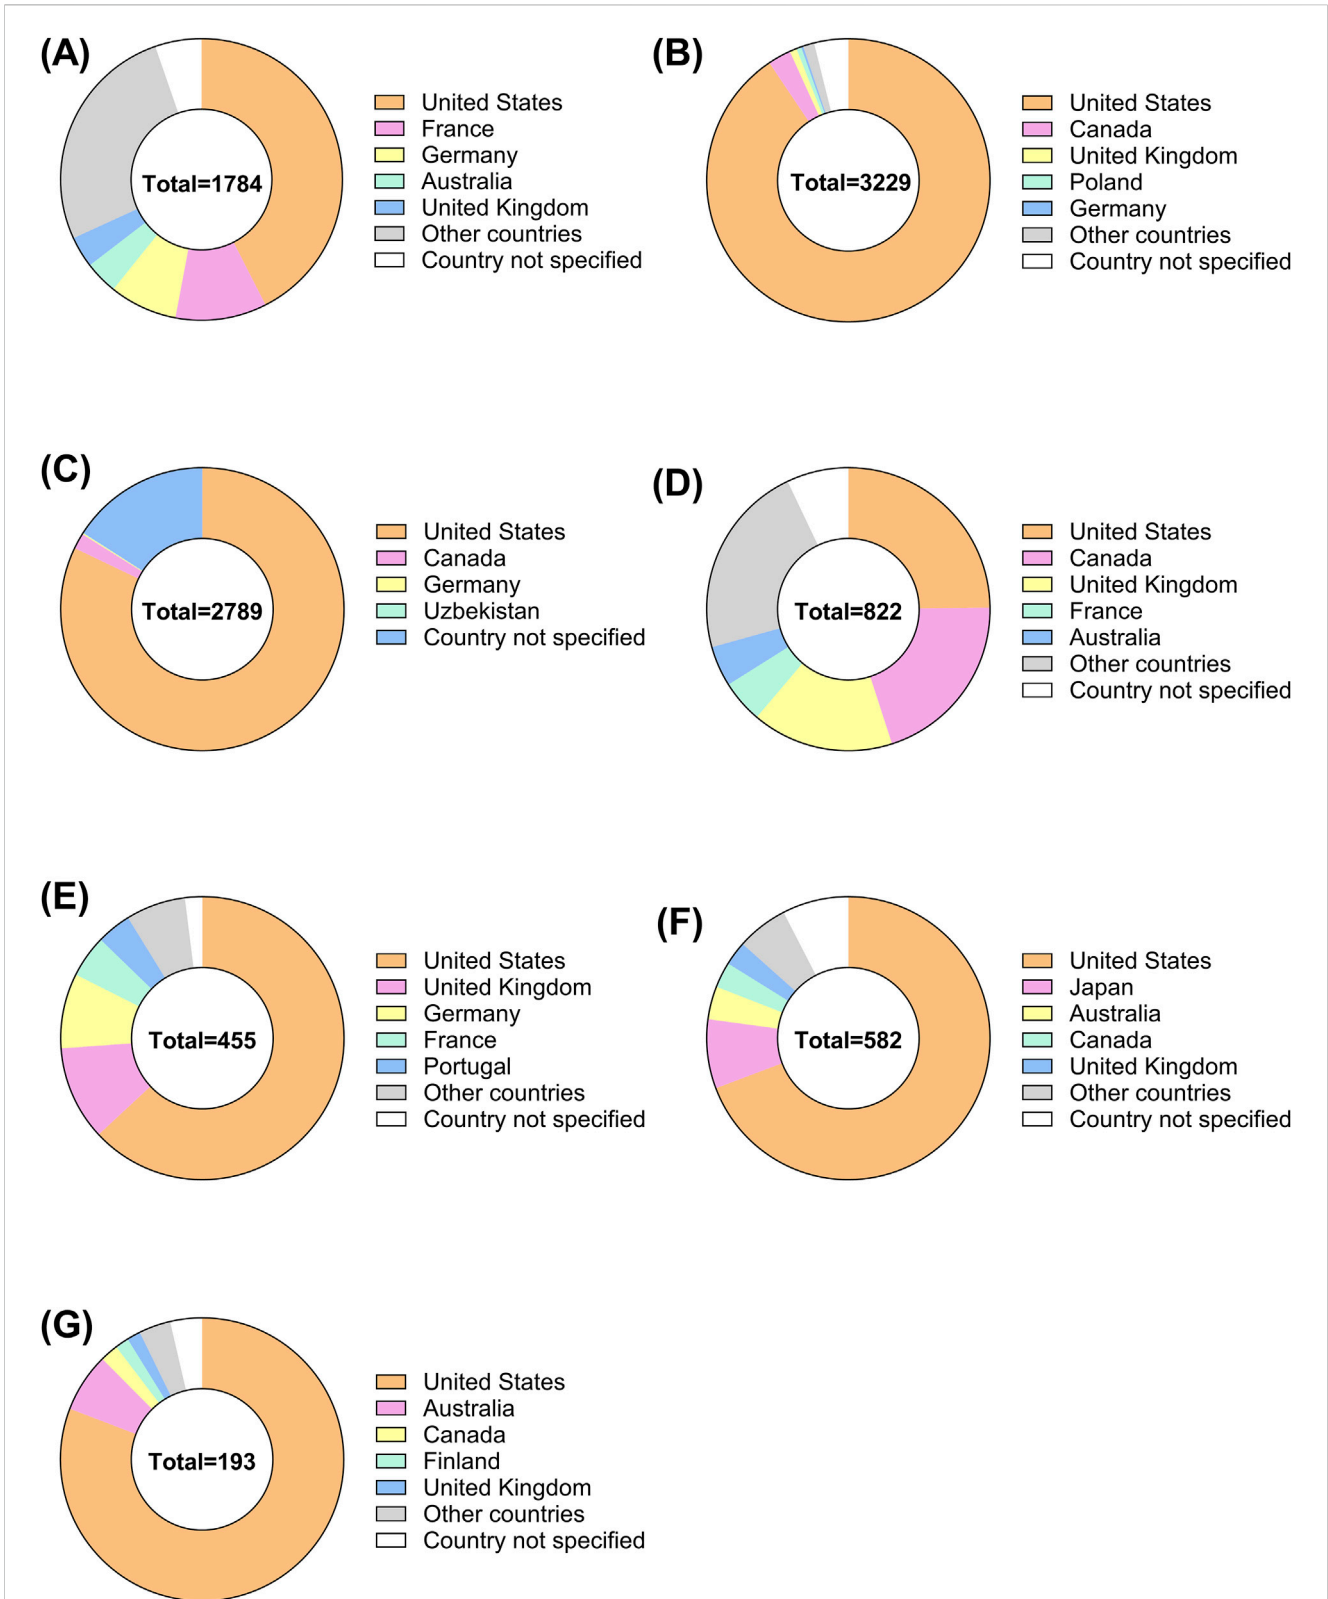 (A)
Total=1784
United States
France
Germany
Australia
United Kingdom
Other countries
Country not specified
(B)
Total=3229
United States
Canada
United Kingdom
Poland
Germany
Other countries
Country not specified
(C)
Total=2789
United States
Canada
Germany
Uzbekistan
Country not specified
(D)
Total=822
United States
Canada
United Kingdom
France
Australia
Other countries
Country not specified
(E)
Total=455
United States
United Kingdom
Germany
France
Portugal
Other countries
Country not specified
(F)
Total=582
United States
Japan
Australia
Canada
United Kingdom
Other countries
Country not specified
(G)
Total=193
United States
Australia
Canada
Finland
United Kingdom
Other countries
Country not specified